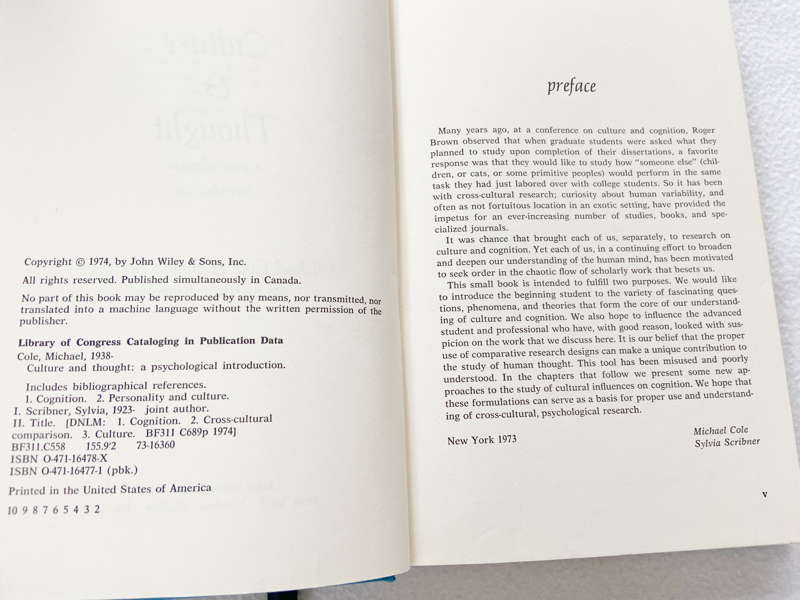 Copyright © 1974, by John Wiley & Sons, Inc.
All rights reserved. Published simultaneously in Canada.
No part of this book may be reproduced by any means, nor transmitted, nor
translated into a machine language without the written permission of the
publisher.
Library of Congress Cataloging in Publication Data
Cole, Michael, 1938-
Culture and thought: a psychological introduction.
Includes bibliographical references.
1. Cognition. 2. Personality and culture.
I. Scribner, Sylvia, 1923- joint author.
II. Title. [DNLM: 1. Cognition. 2. Cross-cultural
comparison. 3. Culture. BF311 C689p 1974]
BF311.C558 155.9'2 73-16360
ISBN O-471-16478-X
ISBN O-471-16477-1 (pbk.)
Printed in the United States of America
10 9 8 7 6 5 4 3 2
preface
Many years ago, at a conference on culture and cognition, Roger
Brown observed that when graduate students were asked what they
planned to study upon completion of their dissertations, a favorite
response was that they would like to study how "someone else" (chil-
dren, or cats, or some primitive peoples) would perform in the same
task they had just labored over with college students. So it has been
with cross-cultural research; curiosity about human variability, and
often as not fortuitous location in an exotic setting, have provided the
impetus for an ever-increasing number of studies, books, and spe-
cialized journals.
It was chance that brought each of us, separately, to research on
culture and cognition. Yet each of us, in a continuing effort to broaden
and deepen our understanding of the human mind, has been motivated
to seek order in the chaotic flow of scholarly work that besets us.
This small book is intended to fulfill two purposes. We would like
to introduce the beginning student to the variety of fascinating ques-
tions, phenomena, and theories that form the core of our understand-
ing of culture and cognition. We also hope to influence the advanced
student and professional who have, with good reason, looked with sus-
picion on the work that we discuss here. It is our belief that the proper
use of comparative research designs can make a unique contribution to
the study of human thought. This tool has been misused and poorly
understood. In the chapters that follow we present some new ap-
proaches to the study of cultural influences on cognition. We hope that
these formulations can serve as a basis for proper use and understand-
ing of cross-cultural, psychological research.
New York 1973
Michael Cole
Sylvia Scribner
v